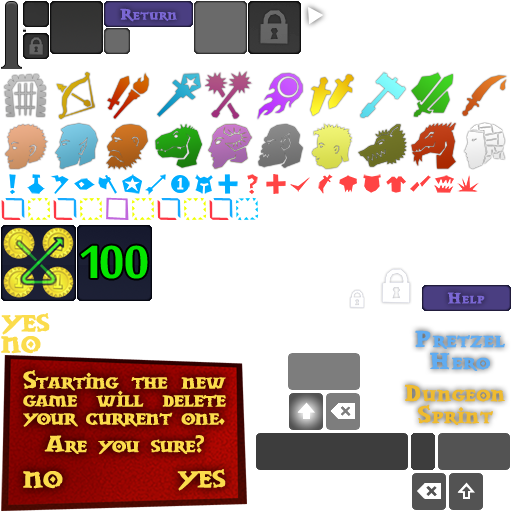 Return
100
Help
YES
NO
Pretzel
Hero
Dungeon
Sprint
Starting the new
game will delete
your current one.
Are you sure?
NO
YES